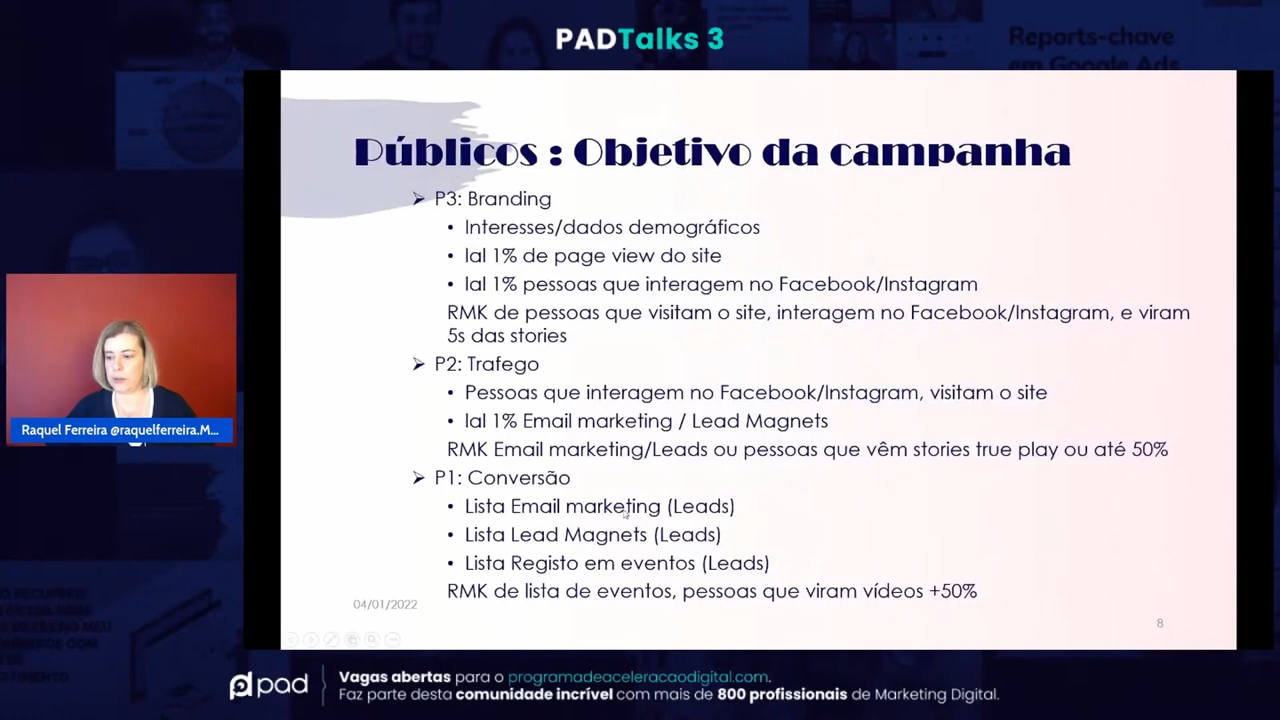 PADTalks 3
Reports-chave
em Google Ads
Públicos : Objetivo da campanha
P3: Branding
Interesses/dados demográficos
lal 1% de page view do site
lal 1% pessoas que interagem no Facebook/Instagram
RMK de pessoas que visitam o site, interagem no Facebook/Instagram, e viram
5s das stories
P2: Trafego
Pessoas que interagem no Facebook/Instagram, visitam o site
lal 1% Email marketing / Lead Magnets
RMK Email marketing/Leads ou pessoas que vêm stories true play ou até 50%
P1: Conversão
Lista Email marketing (Leads)
Lista Lead Magnets (Leads)
Lista Registo em eventos (Leads)
RMK de lista de eventos, pessoas que viram vídeos +50%
04/01/2022
8
Raquel Ferreira @raquelferreira.M...
pad
Vagas abertas para o programadeaceleracaodigital.com.
Faz parte desta comunidade incrível com mais de 800 profissionais de Marketing Digital.